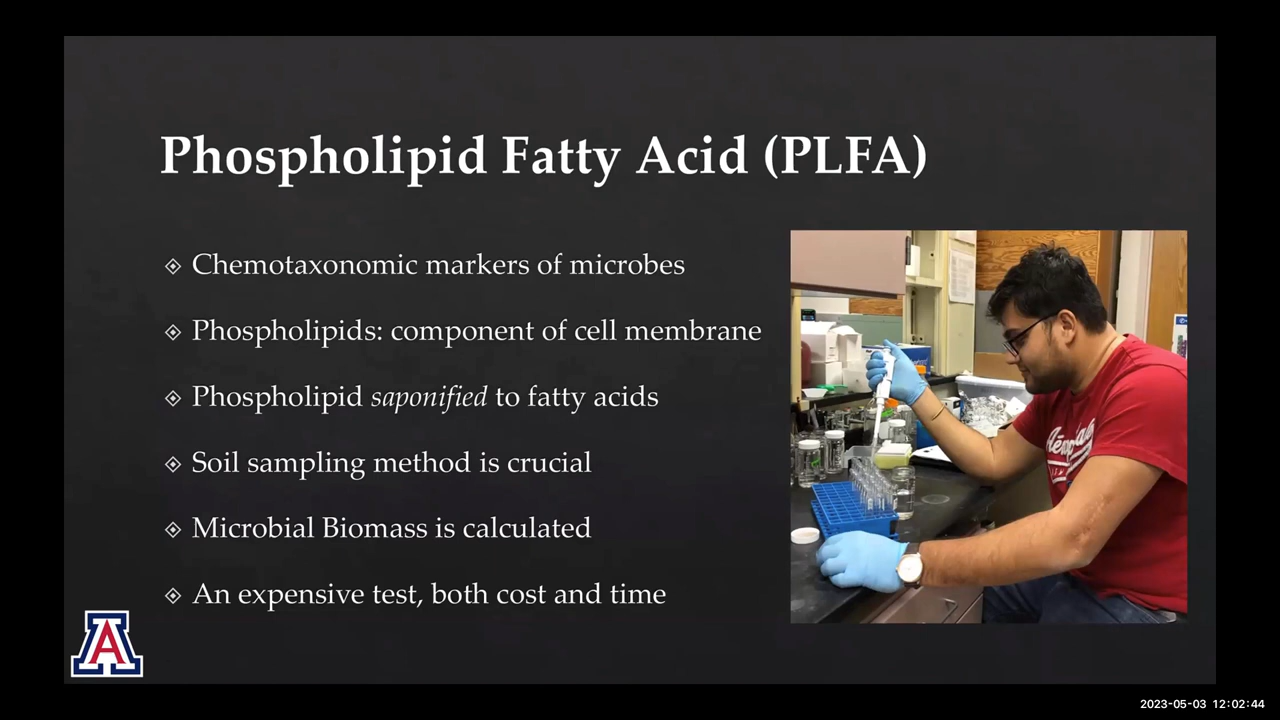 Phospholipid Fatty Acid (PLFA)
Chemotaxonomic markers of microbes
Phospholipids: component of cell membrane
Phospholipid saponified to fatty acids
Soil sampling method is crucial
Microbial Biomass is calculated
An expensive test, both cost and time
A
2023-05-03 12:02:44